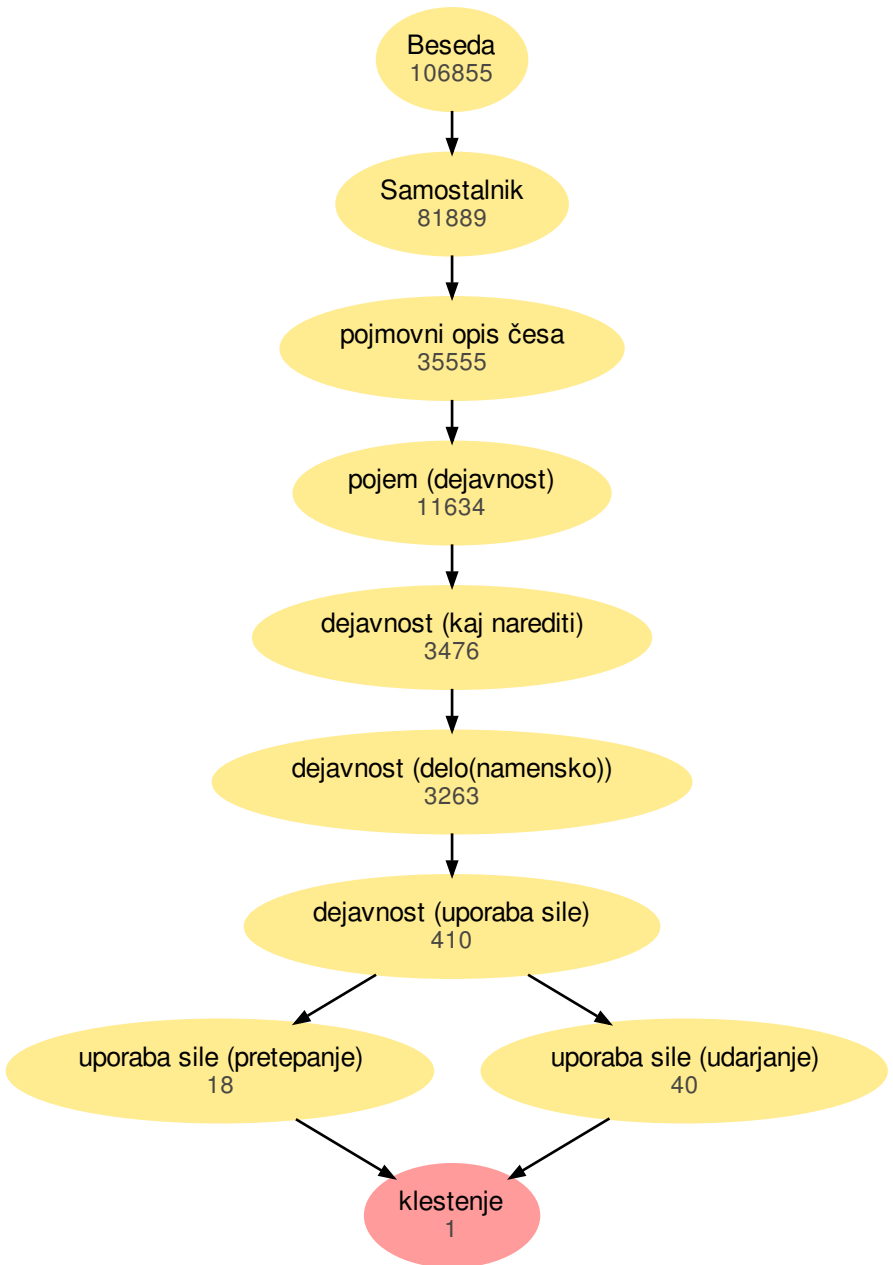 Beseda
106855
Samostalnik
81889
pojmovni opis česa
35555
pojem (dejavnost)
11634
dejavnost (kaj narediti)
3476
dejavnost (delo(namensko))
3263
dejavnost (uporaba sile)
410
uporaba sile (pretepanje)
18
uporaba sile (udarjanje)
40
klestenje
1